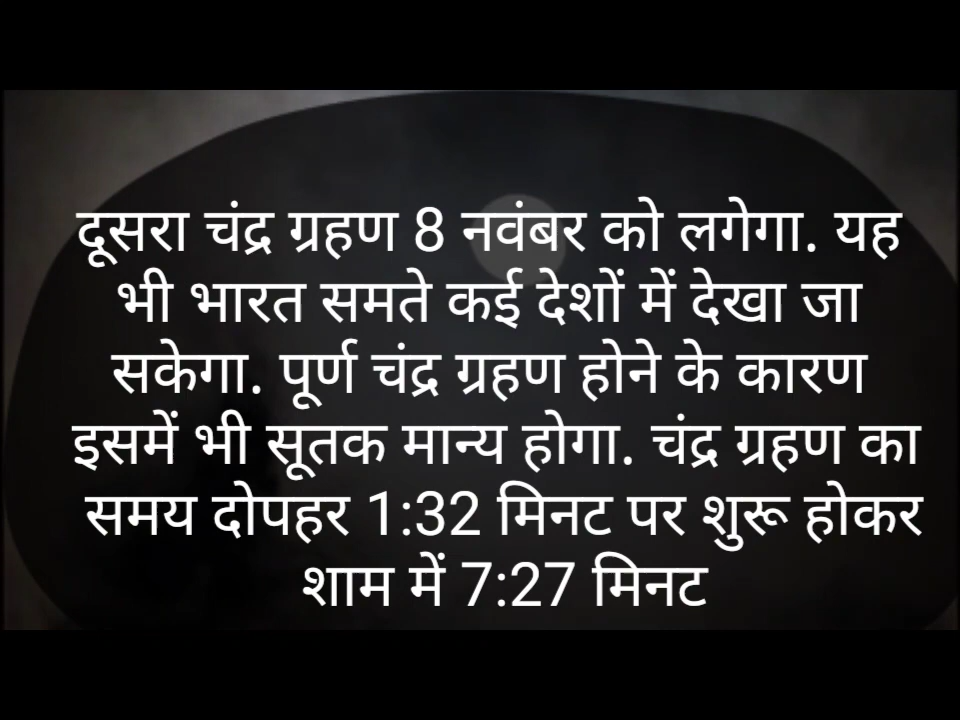 दूसरा चंद्र ग्रहण 8 नवंबर को लगेगा. यह
भी भारत समते कई देशों में देखा जा
सकेगा. पूर्ण चंद्र ग्रहण होने के कारण
इसमें भी सूतक मान्य होगा. चंद्र ग्रहण का
समय दोपहर 1:32 मिनट पर शुरू होकर
शाम में 7:27 मिनट